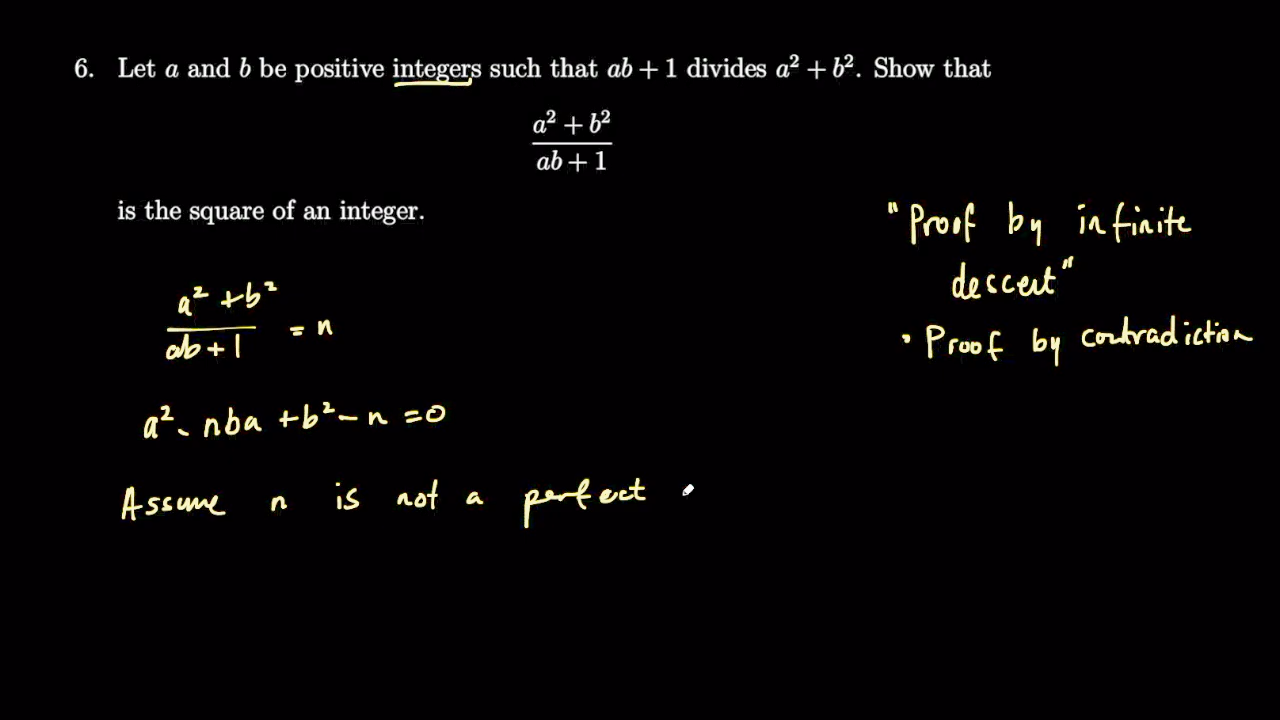 6. Let a and b be positive integers such that ab + 1 divides a² + b². Show that
a² + b²
ab + 1
is the square of an integer.
"Proof by infinite
descent"
• Proof by contradiction
a² + b²
ab + 1
= n
a² - nba + b² - n = 0
Assume n is not a perfect